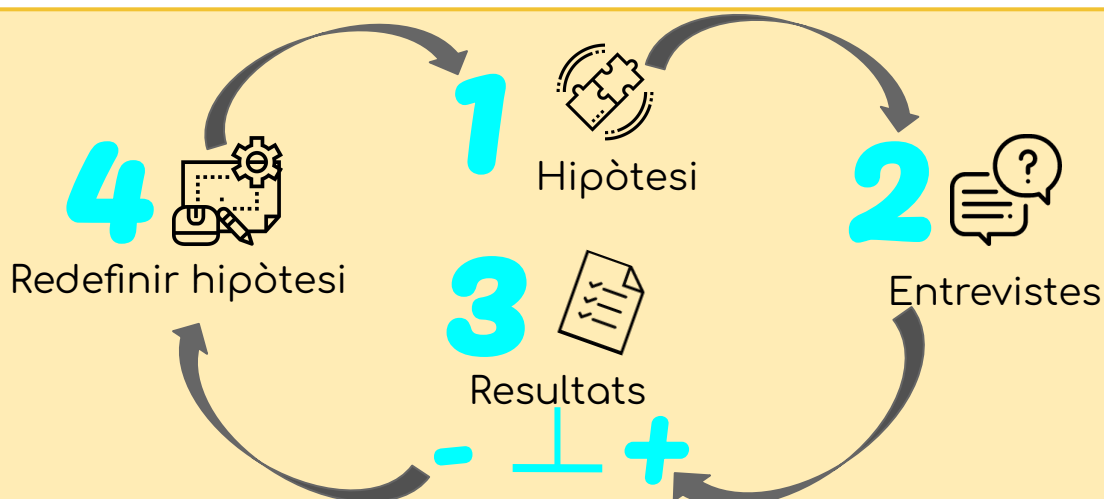 1
Hipòtesi
2
Entrevistes
3
Resultats
- +
4
Redefinir hipòtesi
?